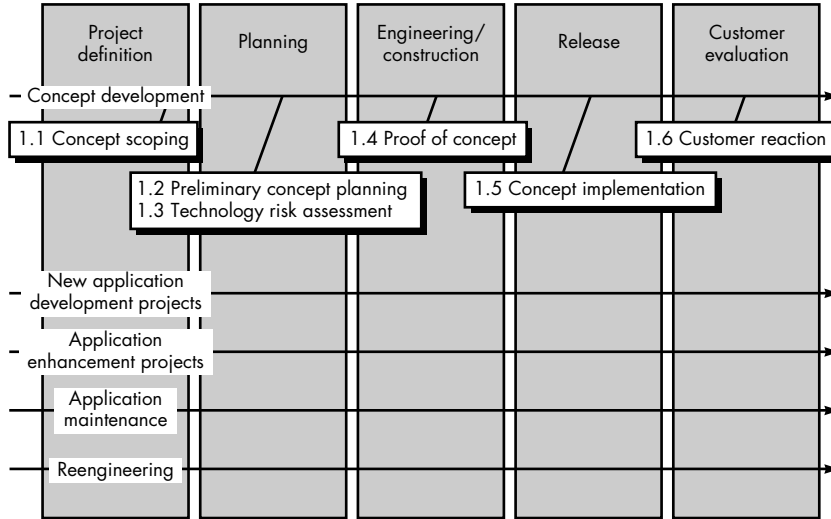 Project
definition
Planning
Engineering/
construction
Release
Customer
evaluation
Concept development
1.1 Concept scoping
1.4 Proof of concept
1.6 Customer reaction
1.2 Preliminary concept planning
1.3 Technology risk assessment
1.5 Concept implementation
New application
development projects
Application
enhancement projects
Application
maintenance
Reengineering